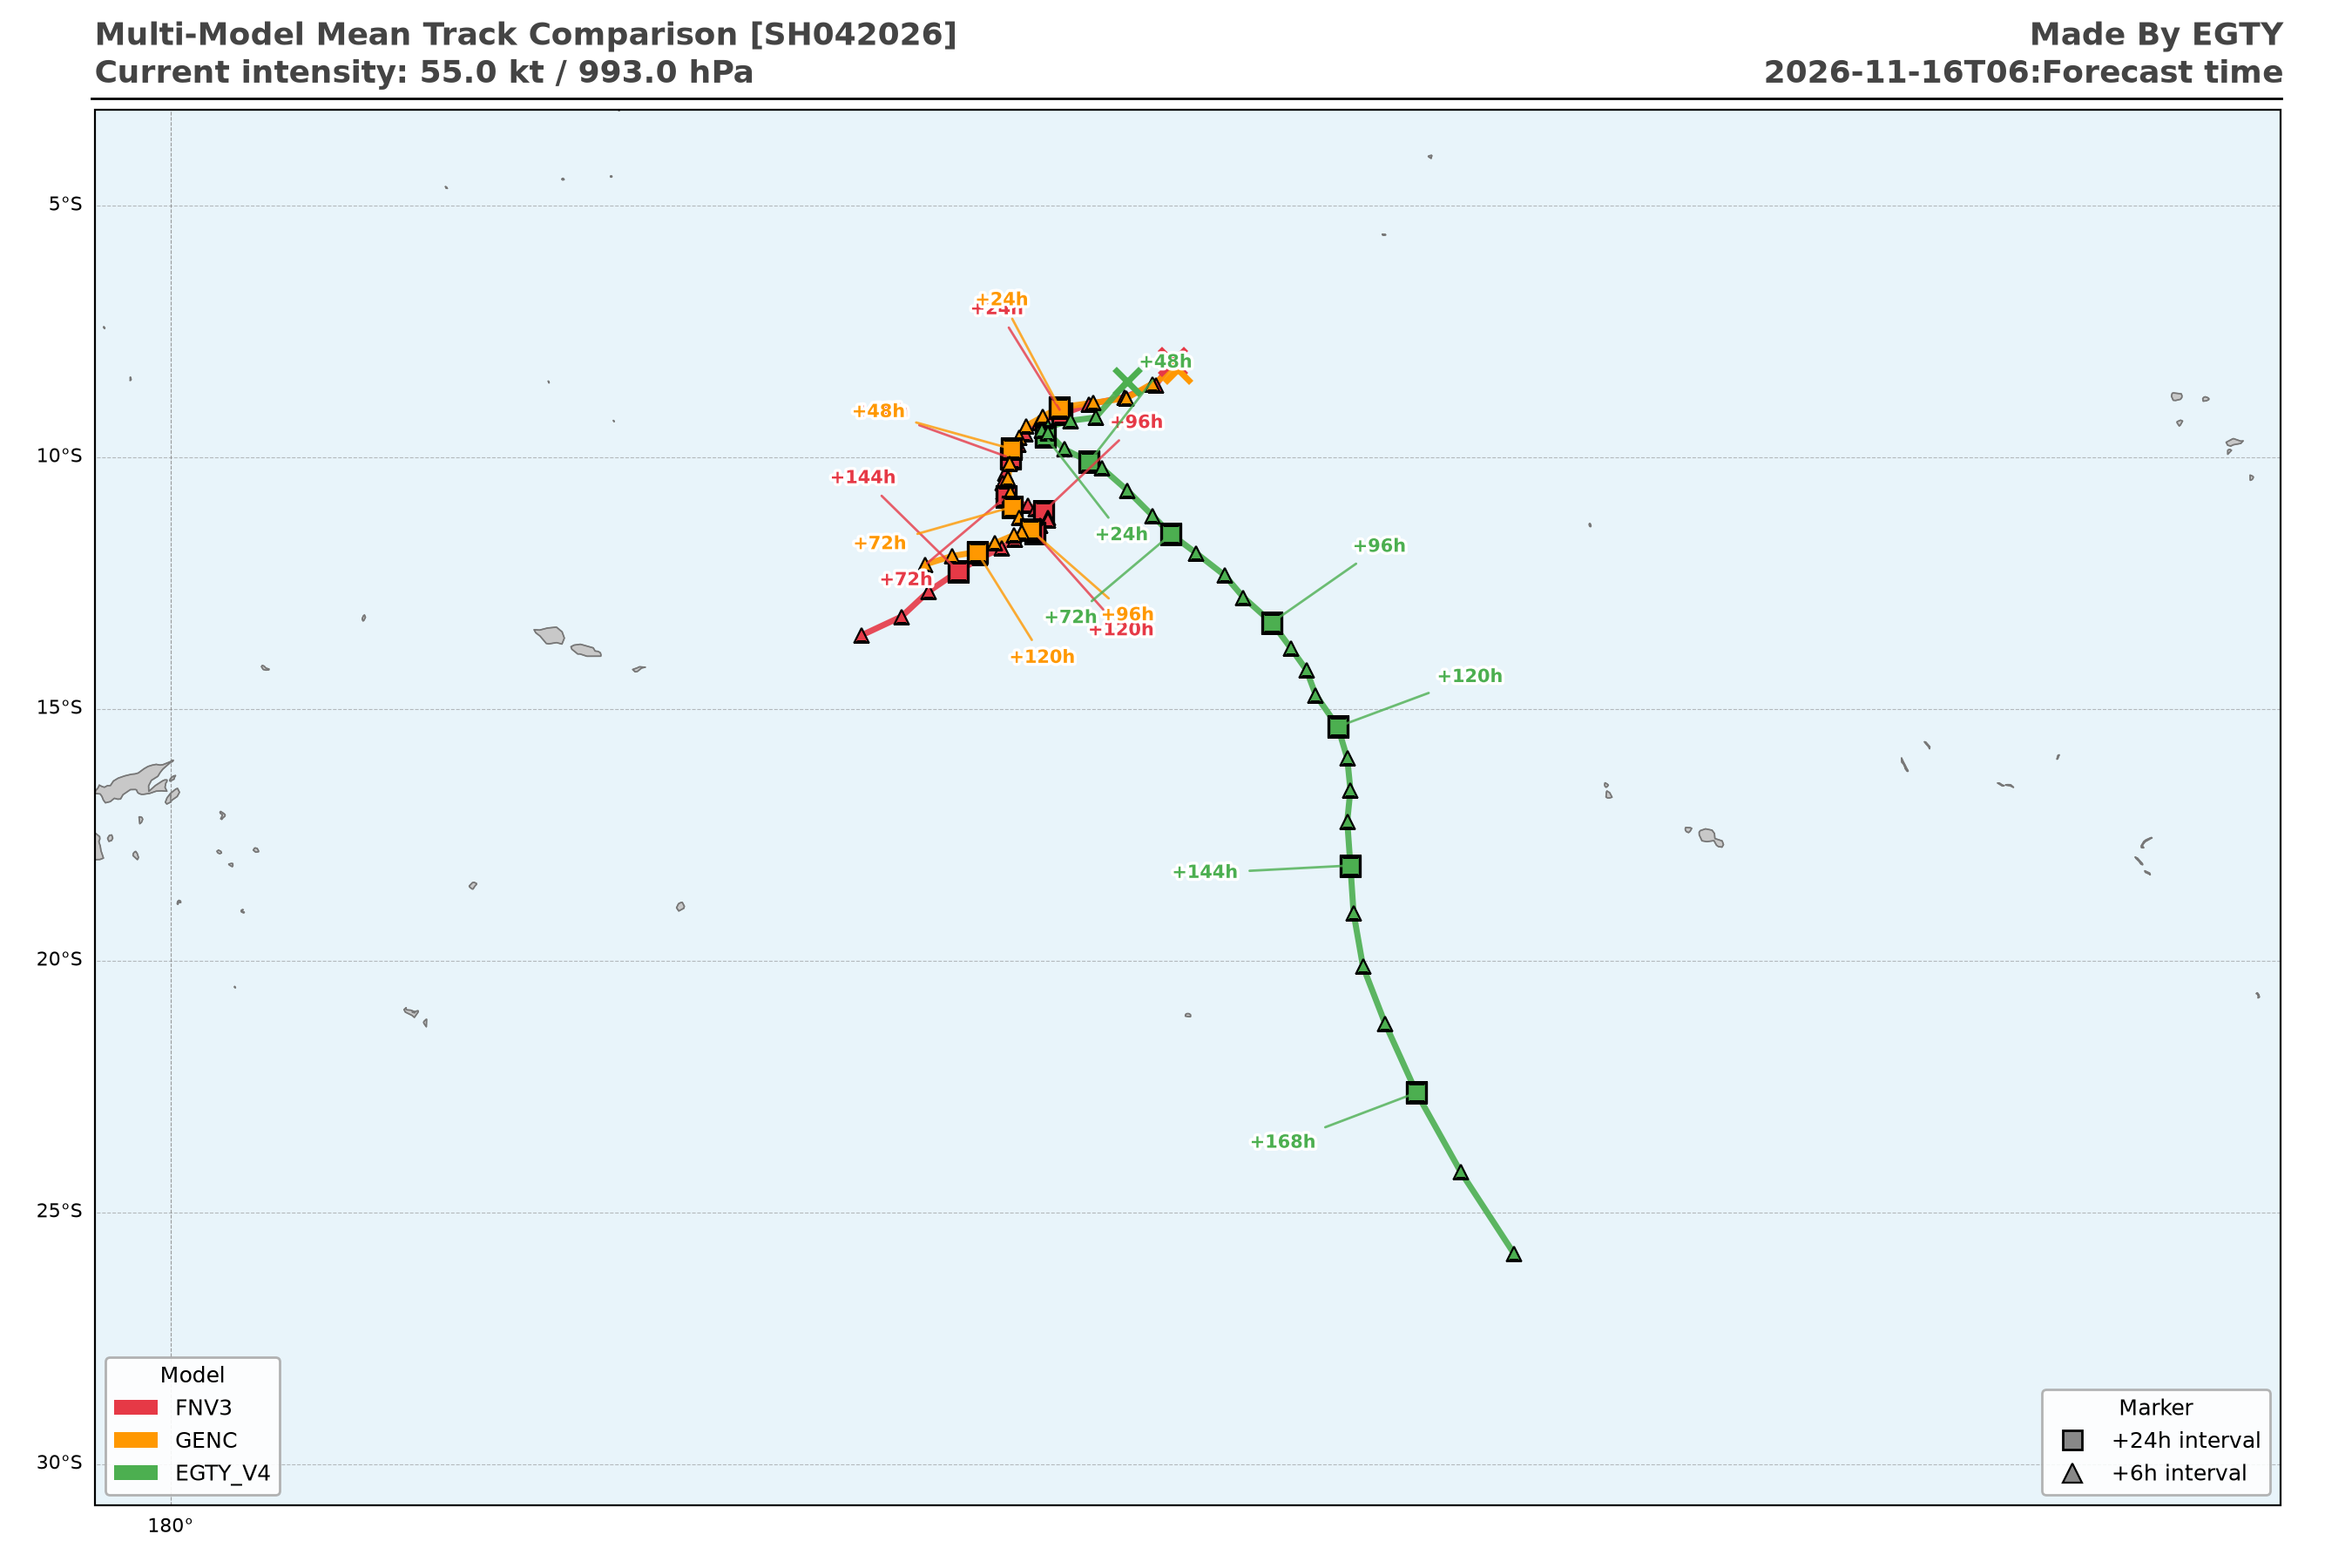 Multi-Model Mean Track Comparison [SH042026]
Current intensity: 55.0 kt / 993.0 hPa
Made By EGTY
2026-11-16T06:Forecast time
5°S
10°S
15°S
20°S
25°S
30°S
180°
+24h
+24h
+48h
+48h
+96h
+144h
+24h
+72h
+96h
+72h
+72h
+96h
+120h
+120h
+120h
+144h
+168h
Model
FNV3
GENC
EGTY_V4
Marker
+24h interval
+6h interval